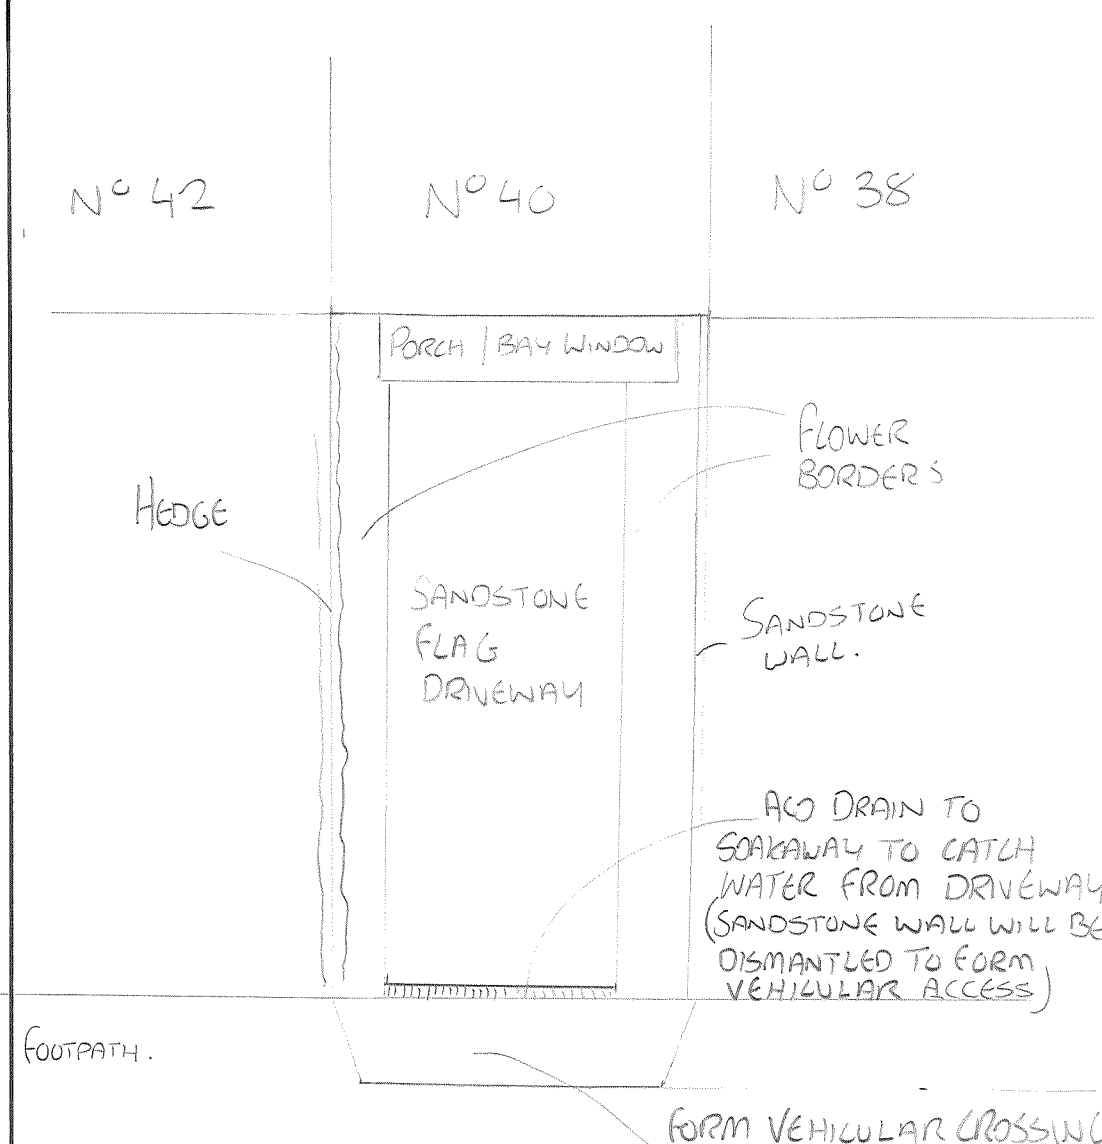 Nº 42
Nº 40
Nº 38
PORCH / BAY WINDOW
FLOWER
BORDERS
HEDGE
SANDSTONE
FLAG
DRIVEWAY
SANDSTONE
WALL.
ACO DRAIN TO
SOAKAWAY TO CATCH
WATER FROM DRIVEWAY
(SANDSTONE WALL WILL BE
DISMANTLED TO FORM
VEHICULAR ACCESS)
FOOTPATH.
FORM VEHICULAR CROSSING